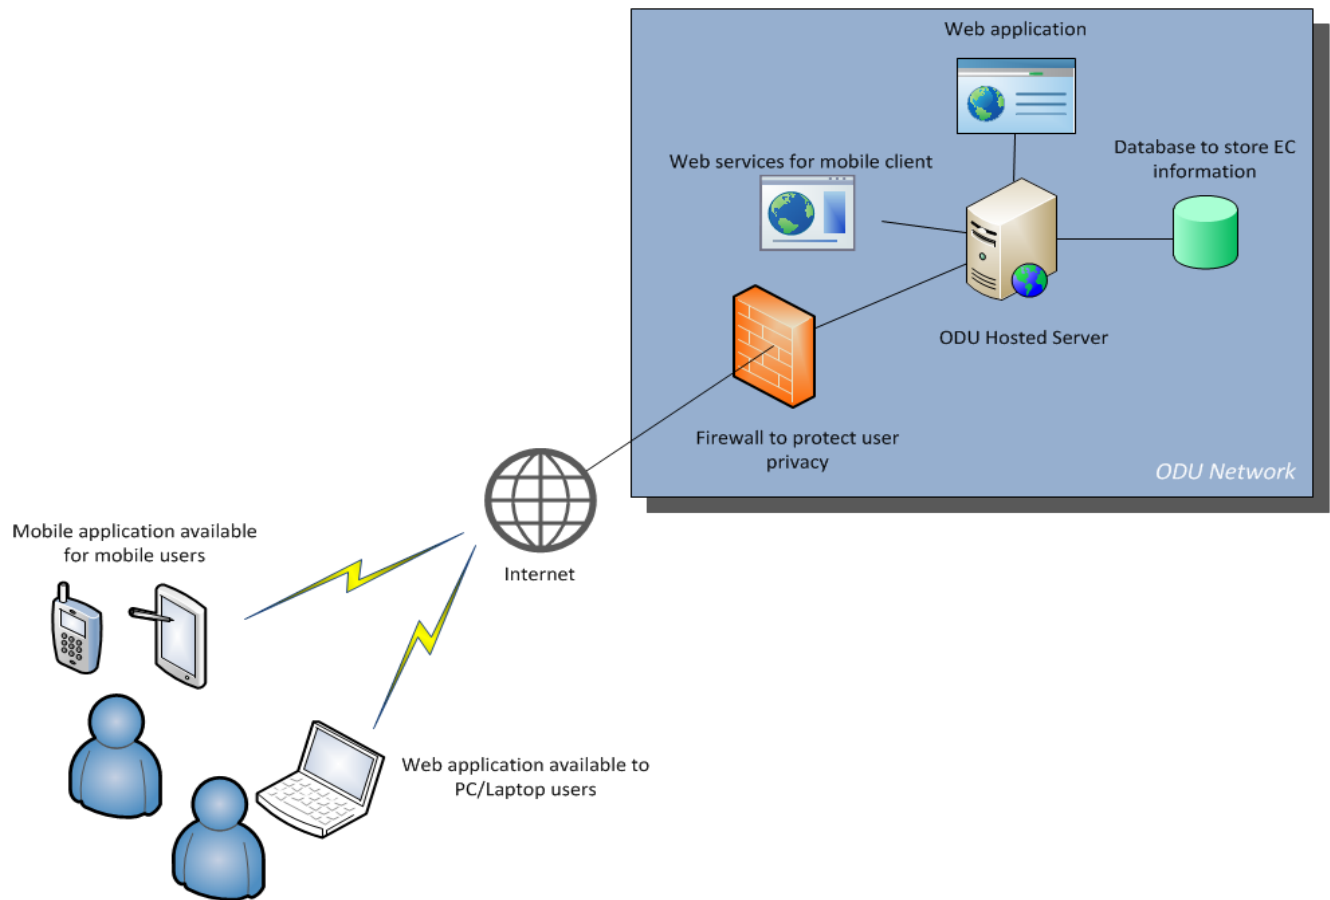 Web application
Database to store EC
information
Web services for mobile client
ODU Hosted Server
Firewall to protect user
privacy
ODU Network
Internet
Mobile application available
for mobile users
Web application available to
PC/Laptop users